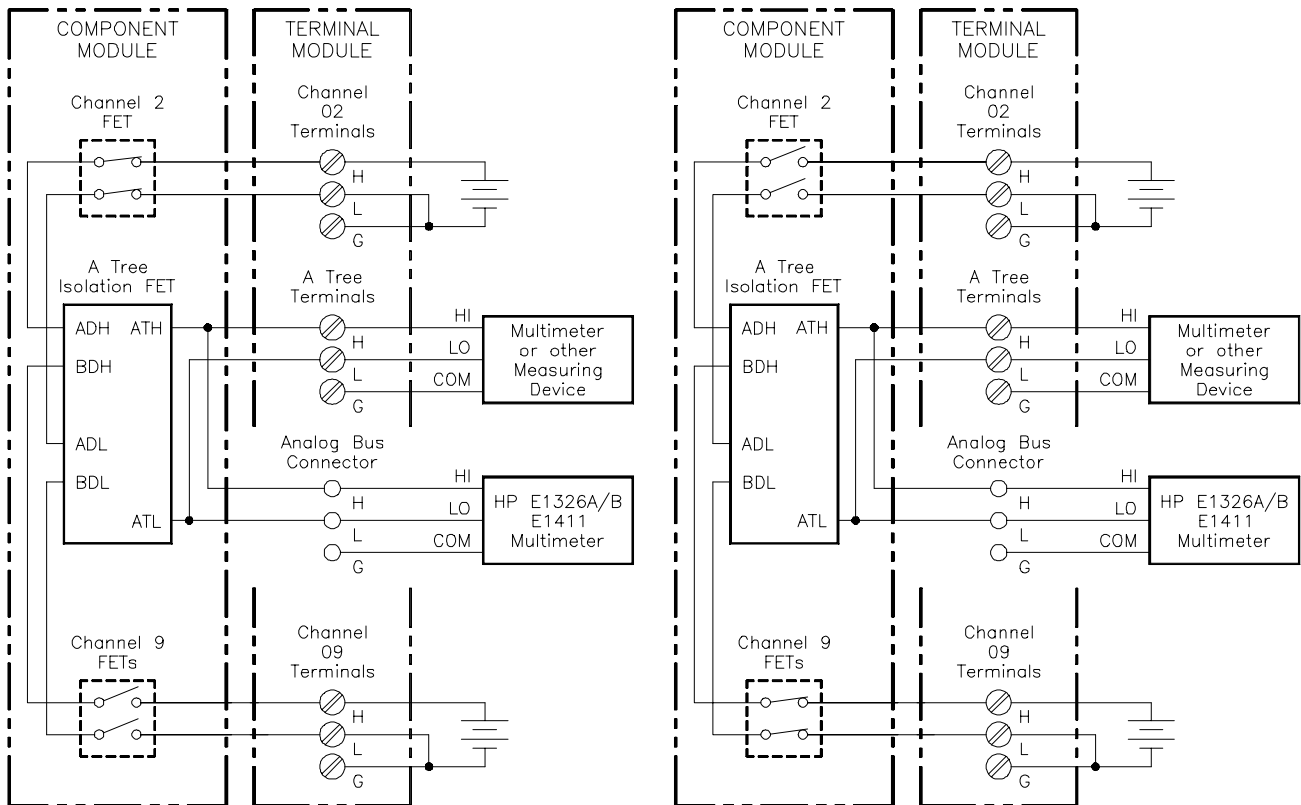 COMPONENT
MODULE
TERMINAL
MODULE
Channel 2
FET
Channel
02
Terminals
H
L
G
A Tree
Isolation FET
A Tree
Terminals
ADH
ATH
BDH
ADL
BDL
ATL
H
L
G
HI
LO
COM
Multimeter
or other
Measuring
Device
Analog Bus
Connector
H
L
G
HI
LO
COM
HP E1326A/B
E1411
Multimeter
Channel 9
FETs
Channel
09
Terminals
H
L
G
COMPONENT
MODULE
TERMINAL
MODULE
Channel 2
FET
Channel
02
Terminals
H
L
G
A Tree
Isolation FET
A Tree
Terminals
ADH
ATH
BDH
ADL
BDL
ATL
H
L
G
HI
LO
COM
Multimeter
or other
Measuring
Device
Analog Bus
Connector
H
L
G
HI
LO
COM
HP E1326A/B
E1411
Multimeter
Channel 9
FETs
Channel
09
Terminals
H
L
G